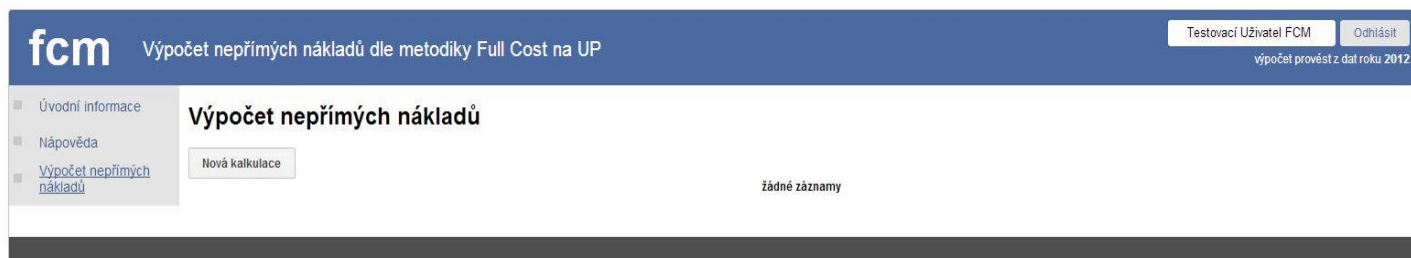 fcm
Výpočet nepřímých nákladů dle metodiky Full Cost na UP
Testovací Uživatel FCM
Odhlásit
výpočet provést z dat roku 2012
Úvodní informace
Nápověda
Výpočet nepřímých
nákladů
Výpočet nepřímých nákladů
Nová kalkulace
žádné záznamy